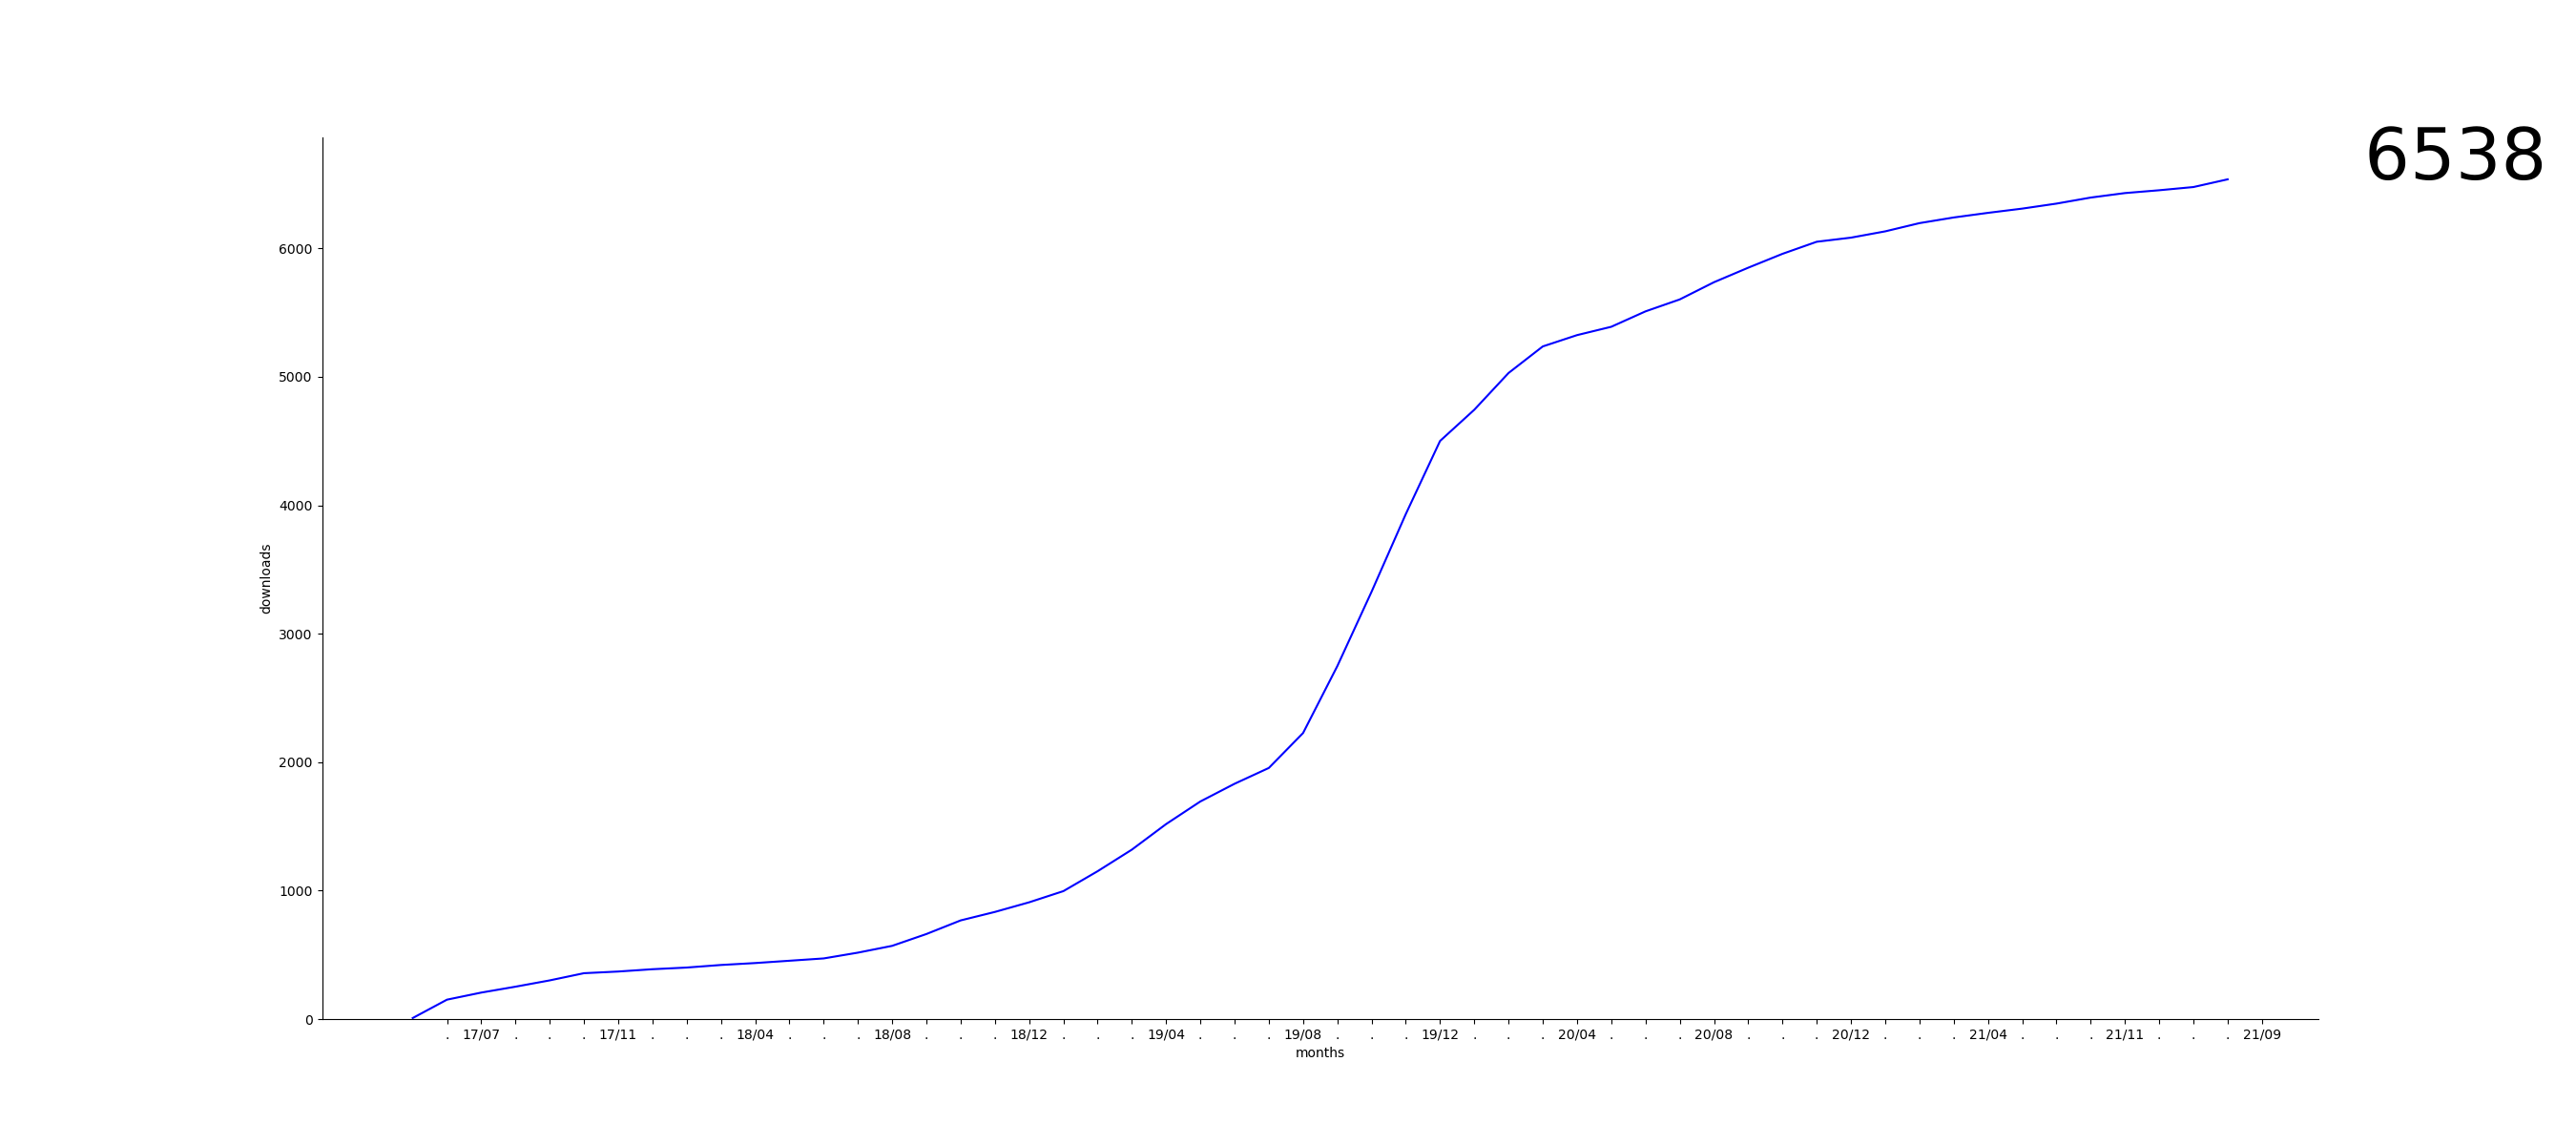 6538
6000
5000
4000
downloads
3000
2000
1000
0
. 17/07 . . . 17/11 . . . 18/04 . . . 18/08 . . . 18/12 . . . 19/04 . . . 19/08 . . . 19/12 . . . 20/04 . . . 20/08 . . . 20/12 . . . 21/04 . . . 21/11 . . . 21/09
months